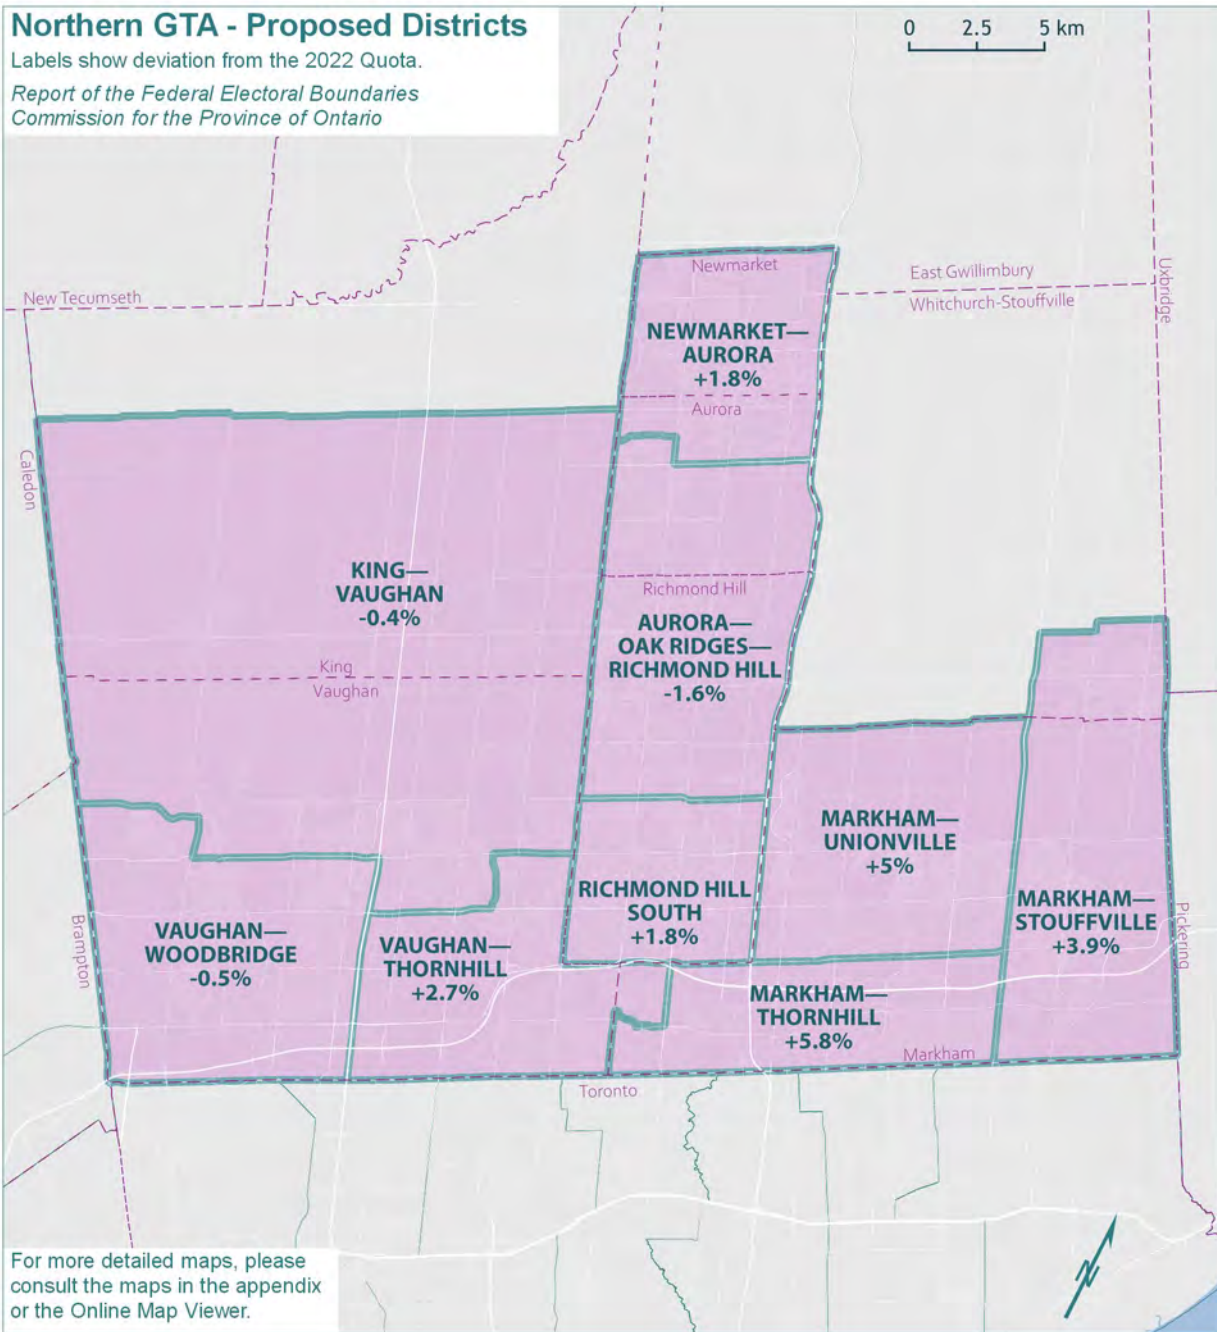 Northern GTA - Proposed Districts
Labels show deviation from the 2022 Quota.
Report of the Federal Electoral Boundaries
Commission for the Province of Ontario
0 2.5 5 km
Newmarket
East Gwillimbury
Whitchurch-Stouffville
Uxbridge
New Tecumseth
NEWMARKET—
AURORA
+1.8%
Aurora
Caledon
KING—
VAUGHAN
-0.4%
Richmond Hill
AURORA—
OAK RIDGES—
RICHMOND HILL
-1.6%
King
Vaughan
MARKHAM—
UNIONVILLE
+5%
RICHMOND HILL
SOUTH
+1.8%
MARKHAM—
STOUFFVILLE
+3.9%
Pickering
Brampton
VAUGHAN—
WOODBRIDGE
-0.5%
VAUGHAN—
THORNHILL
+2.7%
MARKHAM—
THORNHILL
+5.8%
Markham
Toronto
For more detailed maps, please
consult the maps in the appendix
or the Online Map Viewer.
N